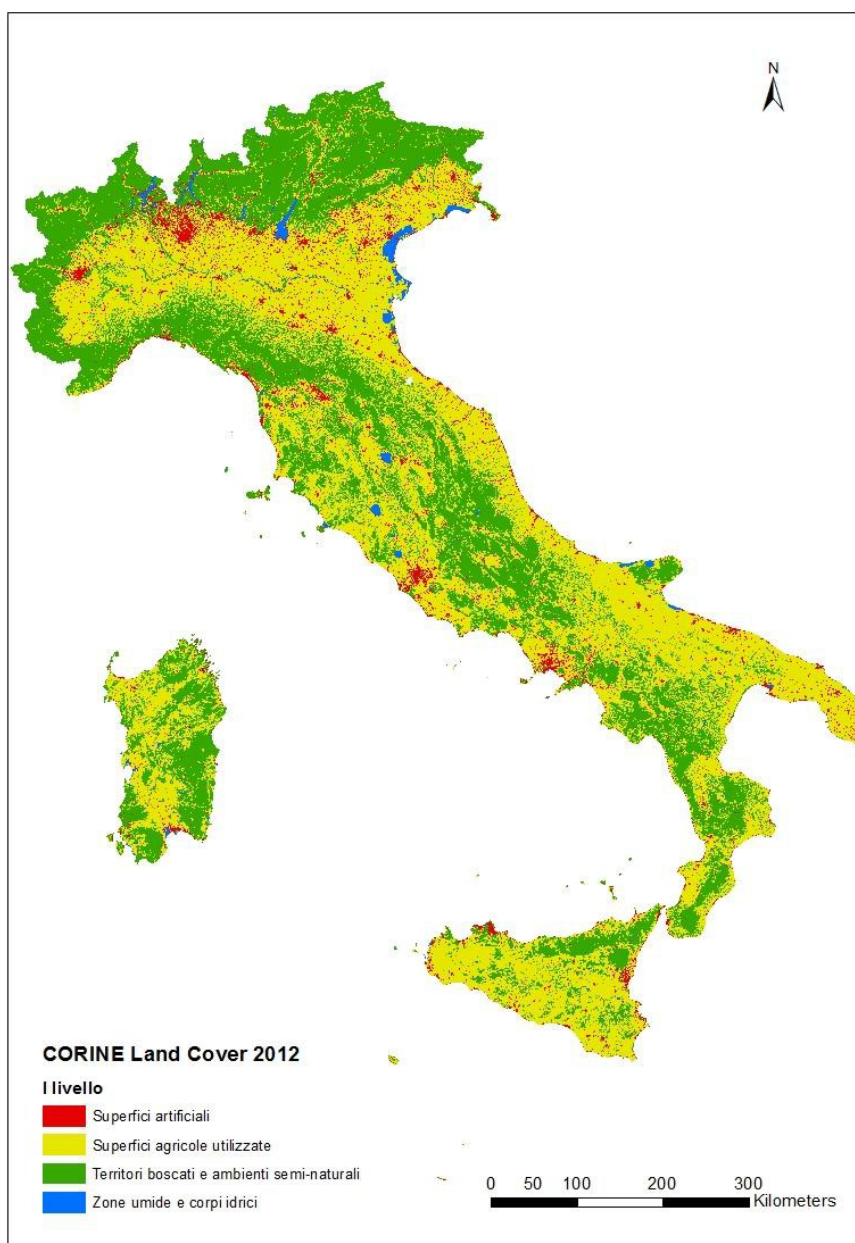 N
CORINE Land Cover 2012
I livello
Superfici artificiali
Superfici agricole utilizzate
Territori boscati e ambienti semi-naturali
Zone umide e corpi idrici
0 50 100 200 300
Kilometers